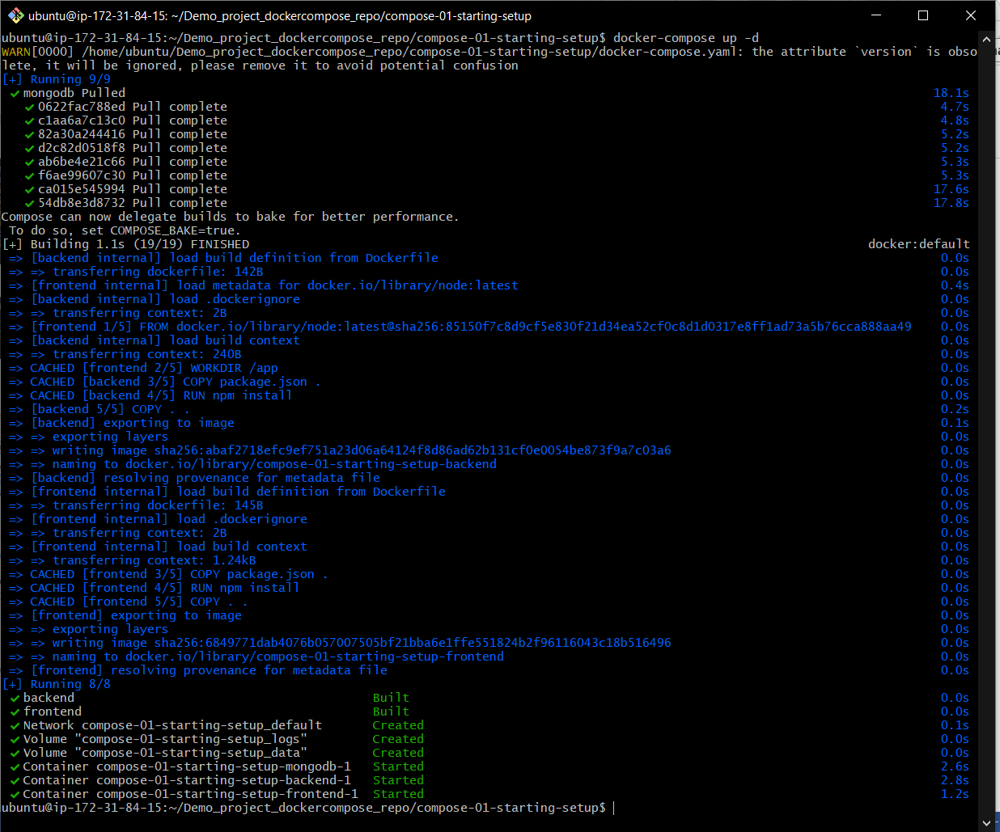 ubuntu@ip-172-31-84-15: ~/Demo_project_dockercompose_repo/compose-01-starting-setup
ubuntu@ip-172-31-84-15:~/Demo_project_dockercompose_repo/compose-01-starting-setup$ docker-compose up -d
WARN[0000] /home/ubuntu/Demo_project_dockercompose_repo/compose-01-starting-setup/docker-compose.yaml: the attribute `version` is obso
lete, it will be ignored, please remove it to avoid potential confusion
[+] Running 9/9
✔ mongodb Pulled 18.1s
✔ 0622fac788ed Pull complete 4.7s
✔ c1aa6a7c13c0 Pull complete 4.8s
✔ 82a30a244416 Pull complete 5.2s
✔ d2c82d0518f8 Pull complete 5.2s
✔ ab6be4e21c66 Pull complete 5.3s
✔ f6ae99607c30 Pull complete 5.3s
✔ ca015e545994 Pull complete 17.6s
✔ 54db8e3d8732 Pull complete 17.8s
Compose can now delegate builds to bake for better performance.
To do so, set COMPOSE_BAKE=true.
[+] Building 1.1s (19/19) FINISHED docker:default
=> [backend internal] load build definition from Dockerfile 0.0s
=> => transferring dockerfile: 142B 0.0s
=> [frontend internal] load metadata for docker.io/library/node:latest 0.4s
=> [backend internal] load .dockerignore 0.0s
=> => transferring context: 2B 0.0s
=> [frontend 1/5] FROM docker.io/library/node:latest@sha256:85150f7c8d9cf5e830f21d34ea52cf0c8d1d0317e8ff1ad73a5b76cca888aa49 0.0s
=> [backend internal] load build context 0.0s
=> => transferring context: 240B 0.0s
=> CACHED [frontend 2/5] WORKDIR /app 0.0s
=> CACHED [backend 3/5] COPY package.json . 0.0s
=> CACHED [backend 4/5] RUN npm install 0.0s
=> [backend 5/5] COPY . . 0.2s
=> [backend] exporting to image 0.1s
=> => exporting layers 0.0s
=> => writing image sha256:abaf2718efc9ef751a23d06a64124f8d86ad62b131cf0e0054be873f9a7c03a6 0.0s
=> => naming to docker.io/library/compose-01-starting-setup-backend 0.0s
=> [backend] resolving provenance for metadata file 0.0s
=> [frontend internal] load build definition from Dockerfile 0.0s
=> => transferring dockerfile: 145B 0.0s
=> [frontend internal] load .dockerignore 0.0s
=> => transferring context: 2B 0.0s
=> [frontend internal] load build context 0.0s
=> => transferring context: 1.24kB 0.0s
=> CACHED [frontend 3/5] COPY package.json . 0.0s
=> CACHED [frontend 4/5] RUN npm install 0.0s
=> CACHED [frontend 5/5] COPY . . 0.0s
=> [frontend] exporting to image 0.0s
=> => exporting layers 0.0s
=> => writing image sha256:6849771dab4076b057007505bf21bba6e1ffe551824b2f96116043c18b516496 0.0s
=> => naming to docker.io/library/compose-01-starting-setup-frontend 0.0s
=> [frontend] resolving provenance for metadata file 0.0s
[+] Running 8/8
✔ backend Built 0.0s
✔ frontend Built 0.0s
✔ Network compose-01-starting-setup_default Created 0.1s
✔ Volume "compose-01-starting-setup_logs" Created 0.0s
✔ Volume "compose-01-starting-setup_data" Created 0.0s
✔ Container compose-01-starting-setup-mongodb-1 Started 2.6s
✔ Container compose-01-starting-setup-backend-1 Started 2.8s
✔ Container compose-01-starting-setup-frontend-1 Started 1.2s
ubuntu@ip-172-31-84-15:~/Demo_project_dockercompose_repo/compose-01-starting-setup$